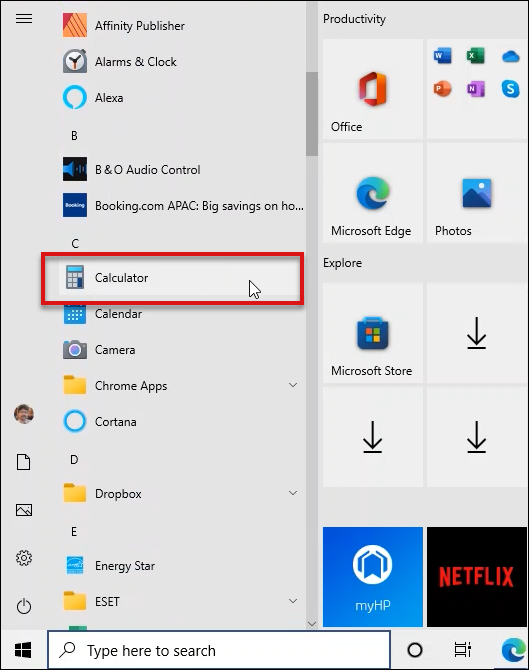 Affinity Publisher
Alarms & Clock
Alexa
B
B & O Audio Control
Booking
Booking.com APAC: Big savings on ho...
C
Calculator
Calendar
Camera
Chrome Apps
Cortana
D
Dropbox
E
Energy Star
ESET
Productivity
Office
W
X
P
N
S
Microsoft Edge
Photos
Explore
Microsoft Store
myHP
NETFLIX
Type here to search